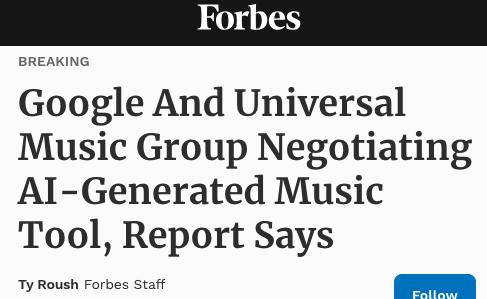 Forbes
BREAKING
Google And Universal
Music Group Negotiating
AI-Generated Music
Tool, Report Says
Ty Roush Forbes Staff
Follow